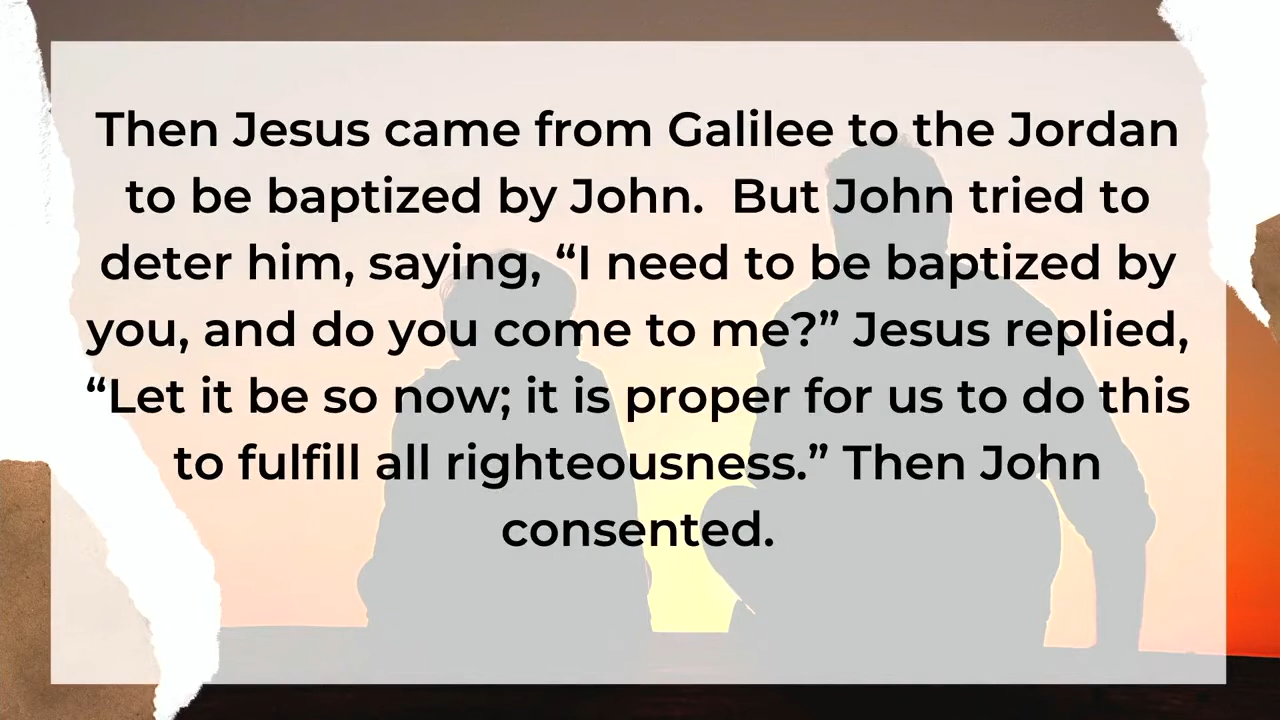 Then Jesus came from Galilee to the Jordan
to be baptized by John.  But John tried to
deter him, saying, “I need to be baptized by
you, and do you come to me?” Jesus replied,
“Let it be so now; it is proper for us to do this
to fulfill all righteousness.” Then John
consented.